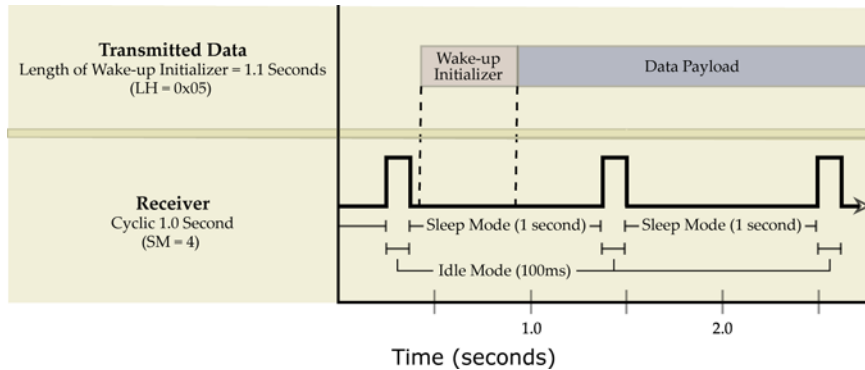 Transmitted Data
Length of Wake-up Initializer = 1.1 Seconds
(LH = 0x05)
Wake-up
Initializer
Data Payload
Receiver
Cyclic 1.0 Second
(SM = 4)
Sleep Mode (1 second)
Sleep Mode (1 second)
Idle Mode (100ms)
1.0
2.0
Time (seconds)